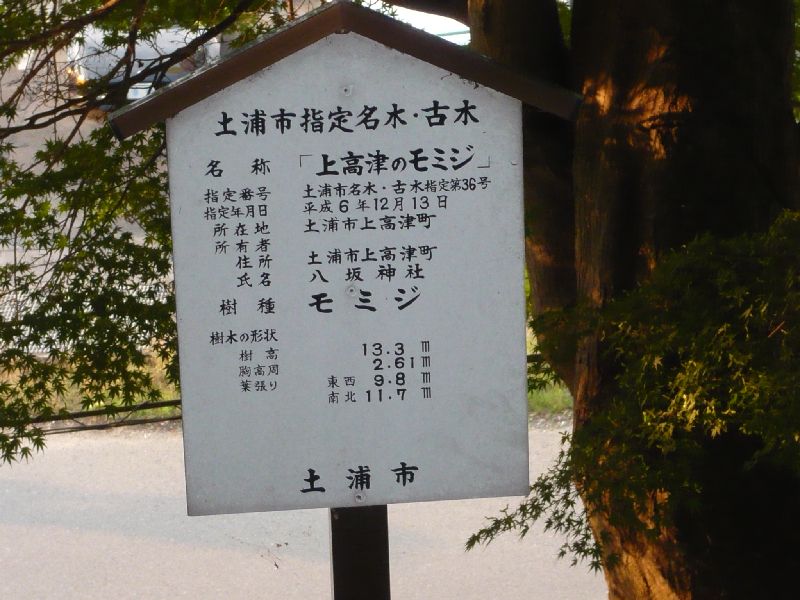 土浦市指定名木・古木
名称 「上高津のモミジ」
指定番号 土浦市名木・古木指定第36号
指定年月日 平成6年12月13日
所在地 土浦市上高津町
所有者
住所 土浦市上高津町
氏名 八坂神社
樹種 モミジ
樹木の形状
樹高 13.3m
胸高周 2.61m
葉張り 東西 9.8m
南北 11.7m
土浦市